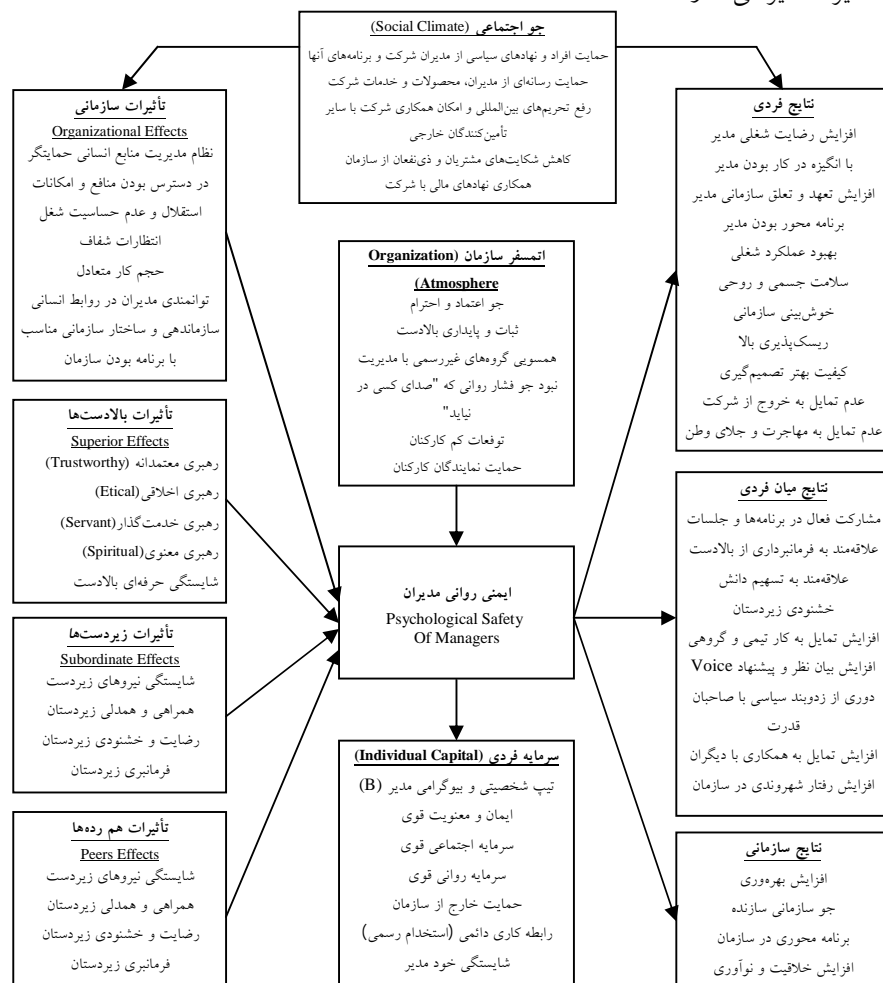 جو اجتماعی (Social Climate)
حمایت افراد و نهادهای سیاسی از مدیران شرکت و برنامه‌های آنها
حمایت رسانه‌ای از مدیران، محصولات و خدمات شرکت
رفع تحریم‌های بین‌المللی و امکان همکاری شرکت با سایر
تأمین‌کنندگان خارجی
کاهش شکایت‌های مشتریان و ذی‌نفعان از سازمان
همکاری نهادهای مالی با شرکت
نتایج فردی
افزایش رضایت شغلی مدیر
با انگیزه در کار بودن مدیر
افزایش تعهد و تعلق سازمانی مدیر
برنامه محور بودن مدیر
بهبود عملکرد شغلی
سلامت جسمی و روحی
خوش‌بینی سازمانی
ریسک‌پذیری بالا
کیفیت بهتر تصمیم‌گیری
عدم تمایل به خروج از شرکت
عدم تمایل به مهاجرت و جلای وطن
نتایج میان فردی
مشارکت فعال در برنامه‌ها و جلسات
علاقه‌مند به فرمانبرداری از بالادست
علاقه‌مند به تسهیم دانش
خشنودی زیردستان
افزایش تمایل به کار تیمی و گروهی
افزایش بیان نظر و پیشنهاد Voice
دوری از زدوبند سیاسی با صاحبان
قدرت
افزایش تمایل به همکاری با دیگران
افزایش رفتار شهروندی در سازمان
نتایج سازمانی
افزایش بهره‌وری
جو سازمانی سازنده
برنامه محوری در سازمان
افزایش خلاقیت و نوآوری
اتمسفر سازمان (Organization
Atmosphere)
جو اعتماد و احترام
ثبات و پایداری بالادست
همسویی گروه‌های غیررسمی با مدیریت
نبود جو فشار روانی که "صدای کسی در
نیاید"
توقعات کم کارکنان
حمایت نمایندگان کارکنان
ایمنی روانی مدیران
Psychological Safety
Of Managers
سرمایه فردی (Individual Capital)
تیپ شخصیتی و بیوگرامی مدیر (B)
ایمان و معنویت قوی
سرمایه اجتماعی قوی
سرمایه روانی قوی
حمایت خارج از سازمان
رابطه کاری دائمی (استخدام رسمی)
شایستگی خود مدیر
تأثیرات سازمانی
Organizational Effects
نظام مدیریت منابع انسانی حمایتگر
در دسترس بودن منافع و امکانات
استقلال و عدم حساسیت شغل
انتظارات شفاف
حجم کار متعادل
توانمندی مدیران در روابط انسانی
سازماندهی و ساختار سازمانی مناسب
با برنامه بودن سازمان
تأثیرات بالادست‌ها
Superior Effects
رهبری معتمدانه (Trustworthy)
رهبری اخلاقی(Etical)
رهبری خدمت‌گذار(Servant)
رهبری معنوی(Spiritual)
شایستگی حرفه‌ای بالادست
تأثیرات زیردست‌ها
Subordinate Effects
شایستگی نیروهای زیردست
همراهی و همدلی زیردستان
رضایت و خشنودی زیردستان
فرمانبری زیردستان
تأثیرات هم رده‌ها
Peers Effects
شایستگی نیروهای زیردست
همراهی و همدلی زیردستان
رضایت و خشنودی زیردستان
فرمانبری زیردستان